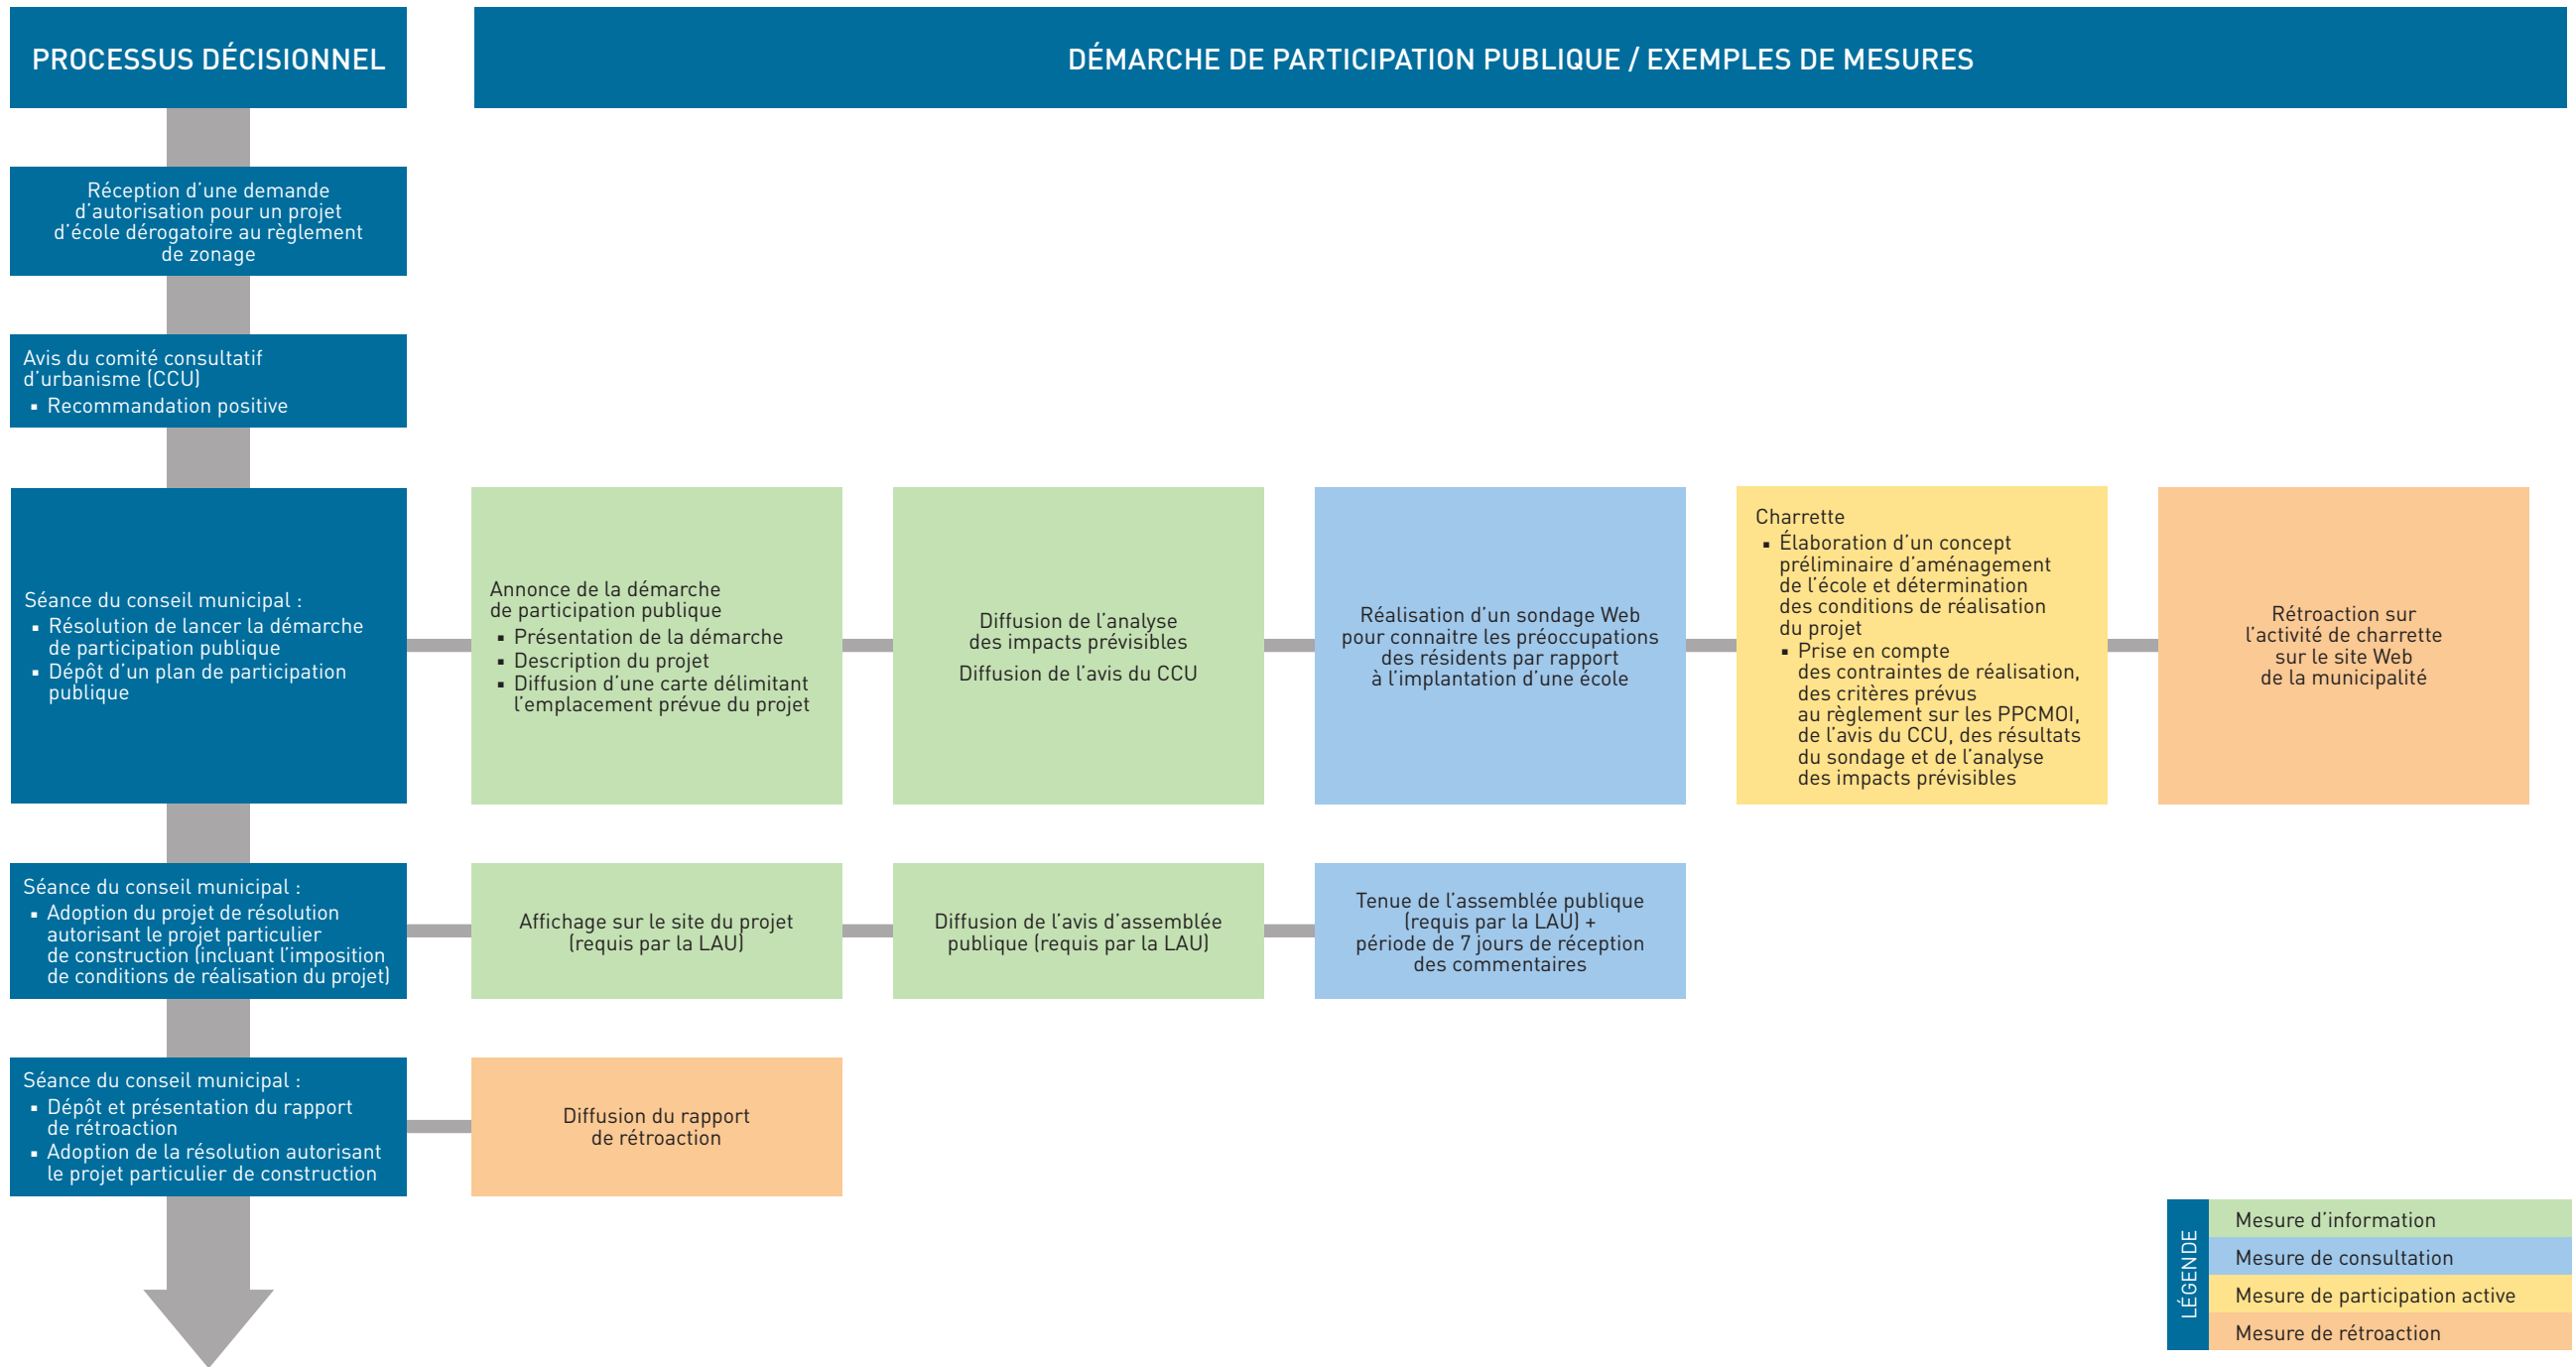 PROCESSUS DÉCISIONNEL
DÉMARCHE DE PARTICIPATION PUBLIQUE / EXEMPLES DE MESURES
Réception d'une demande
d'autorisation pour un projet
d'école dérogatoire au règlement
de zonage
Avis du comité consultatif
d'urbanisme (CCU)
▪ Recommandation positive
Séance du conseil municipal :
▪ Résolution de lancer la démarche
de participation publique
▪ Dépôt d'un plan de participation
publique
Annonce de la démarche
de participation publique
▪ Présentation de la démarche
▪ Description du projet
▪ Diffusion d'une carte délimitant
l'emplacement prévue du projet
Diffusion de l'analyse
des impacts prévisibles
Diffusion de l'avis du CCU
Réalisation d'un sondage Web
pour connaitre les préoccupations
des résidents par rapport
à l'implantation d'une école
Charrette
▪ Élaboration d'un concept
préliminaire d'aménagement
de l'école et détermination
des conditions de réalisation
du projet
▪ Prise en compte
des contraintes de réalisation,
des critères prévus
au règlement sur les PPCMOI,
de l'avis du CCU, des résultats
du sondage et de l'analyse
des impacts prévisibles
Rétroaction sur
l'activité de charrette
sur le site Web
de la municipalité
Séance du conseil municipal :
▪ Adoption du projet de résolution
autorisant le projet particulier
de construction (incluant l'imposition
de conditions de réalisation du projet)
Affichage sur le site du projet
(requis par la LAU)
Diffusion de l'avis d'assemblée
publique (requis par la LAU)
Tenue de l'assemblée publique
(requis par la LAU) +
période de 7 jours de réception
des commentaires
Séance du conseil municipal :
▪ Dépôt et présentation du rapport
de rétroaction
▪ Adoption de la résolution autorisant
le projet particulier de construction
Diffusion du rapport
de rétroaction
LÉGENDE
Mesure d'information
Mesure de consultation
Mesure de participation active
Mesure de rétroaction